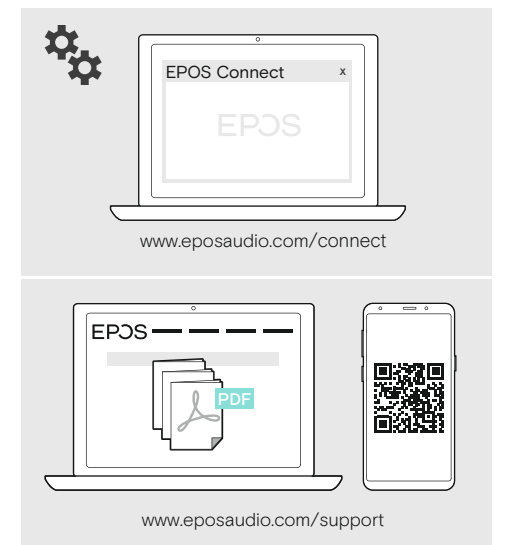 EPOS Connect x
EPOS
www.eposaudio.com/connect
EPOS
PDF
www.eposaudio.com/support